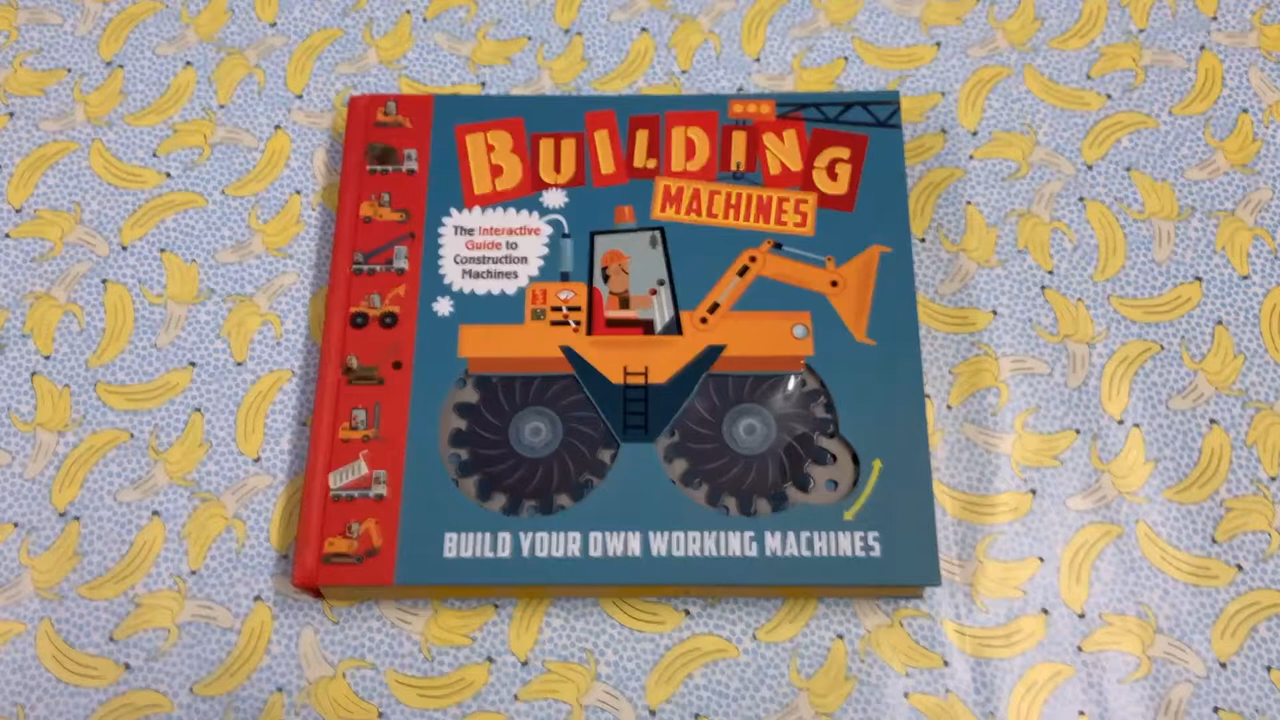 BUILDING
MACHINES
The Interactive
Guide to
Construction
Machines
BUILD YOUR OWN WORKING MACHINES